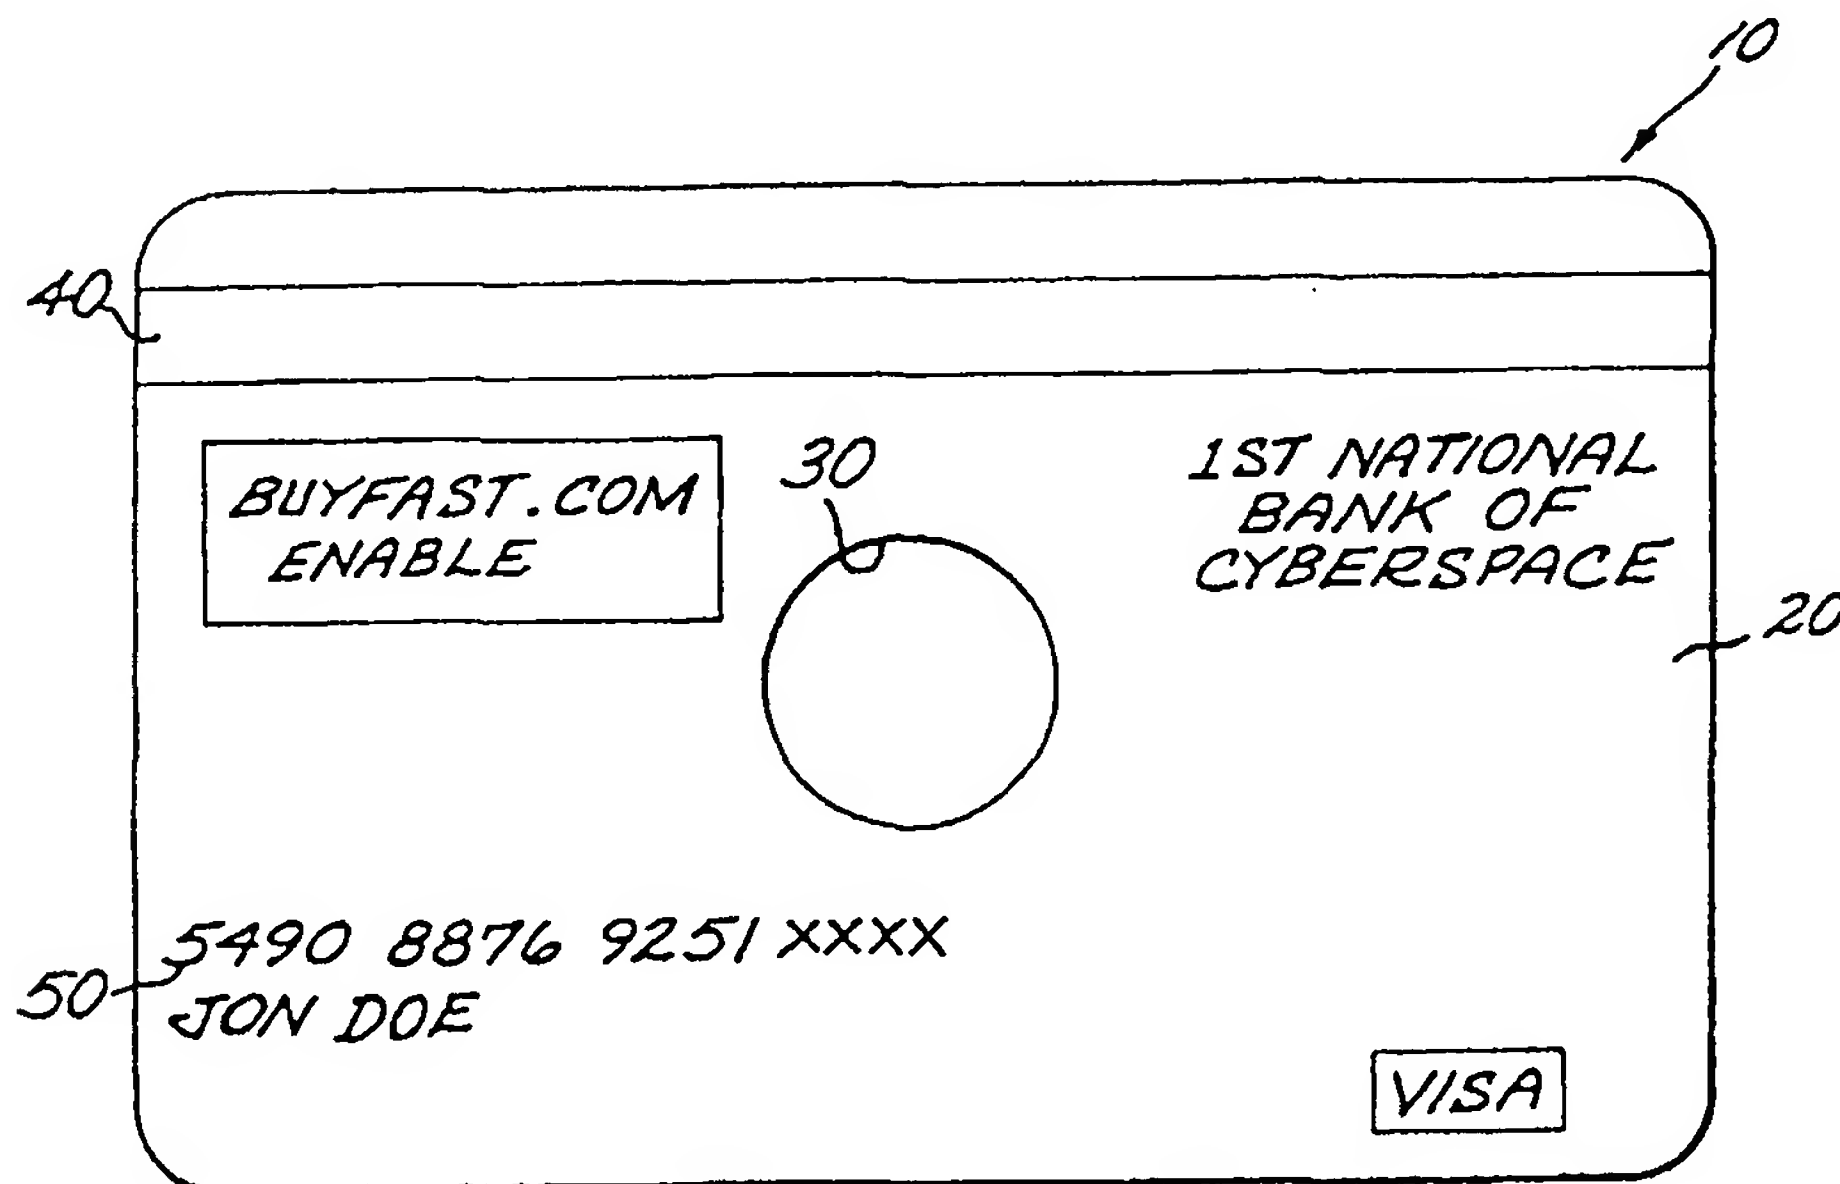 10
40
30
BUYFAST.COM
ENABLE
1ST NATIONAL
BANK OF
CYBERSPACE
20
5490 8876 9251 XXXX
50
JON DOE
VISA